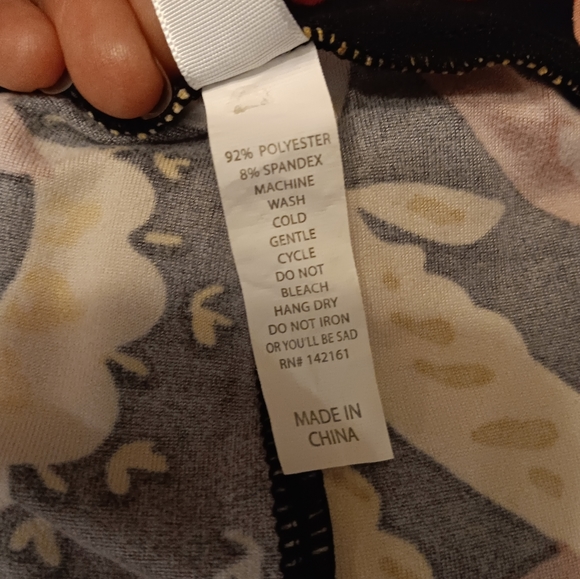 92% POLYESTER
8% SPANDEX
MACHINE
WASH
COLD
GENTLE
CYCLE
DO NOT
BLEACH
HANG DRY
DO NOT IRON
OR YOU'LL BE SAD
RN# 142161
MADE IN
CHINA